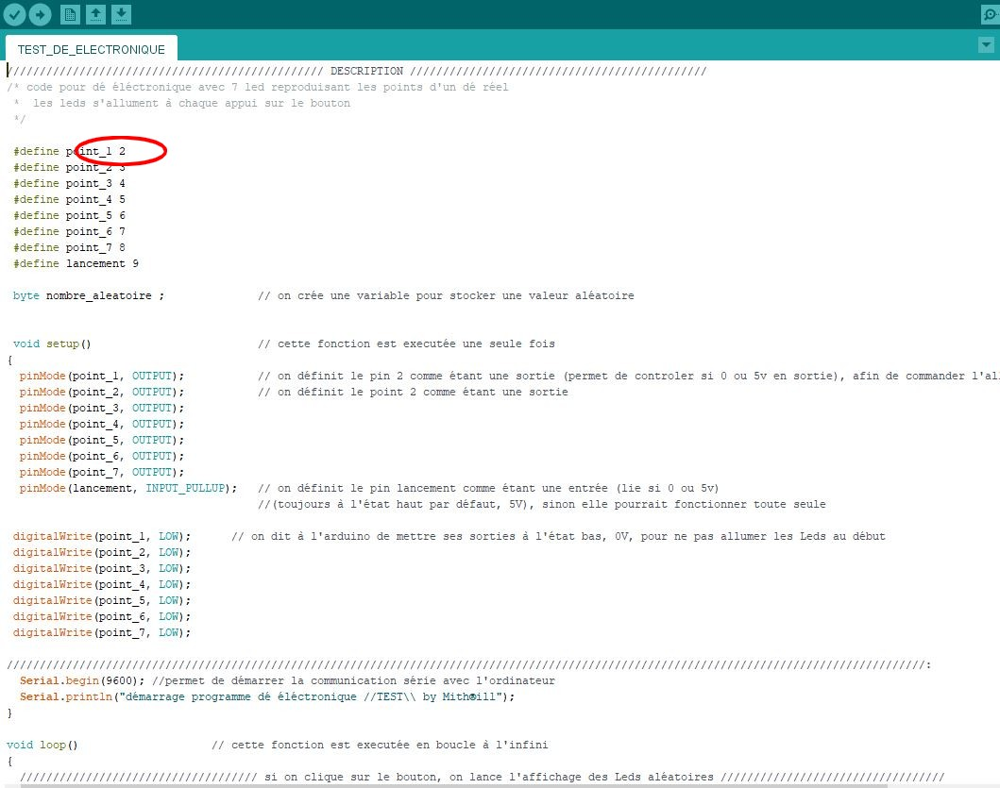 TEST_DE_ELECTRONIQUE
//////////////////////////////////////////////// DESCRIPTION /////////////////////////////////////////////
/* code pour dé éléctronique avec 7 led reproduisant les points d'un dé réel
*  les leds s'allument à chaque appui sur le bouton
*/
#define point_1 2
#define point_2 3
#define point_3 4
#define point_4 5
#define point_5 6
#define point_6 7
#define point_7 8
#define lancement 9
byte nombre_aleatoire ; // on crée une variable pour stocker une valeur aléatoire
void setup() // cette fonction est executée une seule fois
{
pinMode(point_1, OUTPUT); // on définit le pin 2 comme étant une sortie (permet de controler si 0 ou 5v en sortie), afin de commander l'al
pinMode(point_2, OUTPUT); // on définit le point 2 comme étant une sortie
pinMode(point_3, OUTPUT);
pinMode(point_4, OUTPUT);
pinMode(point_5, OUTPUT);
pinMode(point_6, OUTPUT);
pinMode(point_7, OUTPUT);
pinMode(lancement, INPUT_PULLUP); // on définit le pin lancement comme étant une entrée (lie si 0 ou 5v)
//(toujours à l'état haut par défaut, 5V), sinon elle pourrait fonctionner toute seule
digitalWrite(point_1, LOW); // on dit à l'arduino de mettre ses sorties à l'état bas, 0V, pour ne pas allumer les Leds au début
digitalWrite(point_2, LOW);
digitalWrite(point_3, LOW);
digitalWrite(point_4, LOW);
digitalWrite(point_5, LOW);
digitalWrite(point_6, LOW);
digitalWrite(point_7, LOW);
///////////////////////////////////////////////////////////////////////////////////////////////////////////////////////////////////////////:
Serial.begin(9600); //permet de démarrer la communication série avec l'ordinateur
Serial.println("démarrage programme dé éléctronique //TEST\\ by Mith®ill");
}
void loop() // cette fonction est executée en boucle à l'infini
{
//////////////////////////////////// si on clique sur le bouton, on lance l'affichage des Leds aléatoires //////////////////////////////////